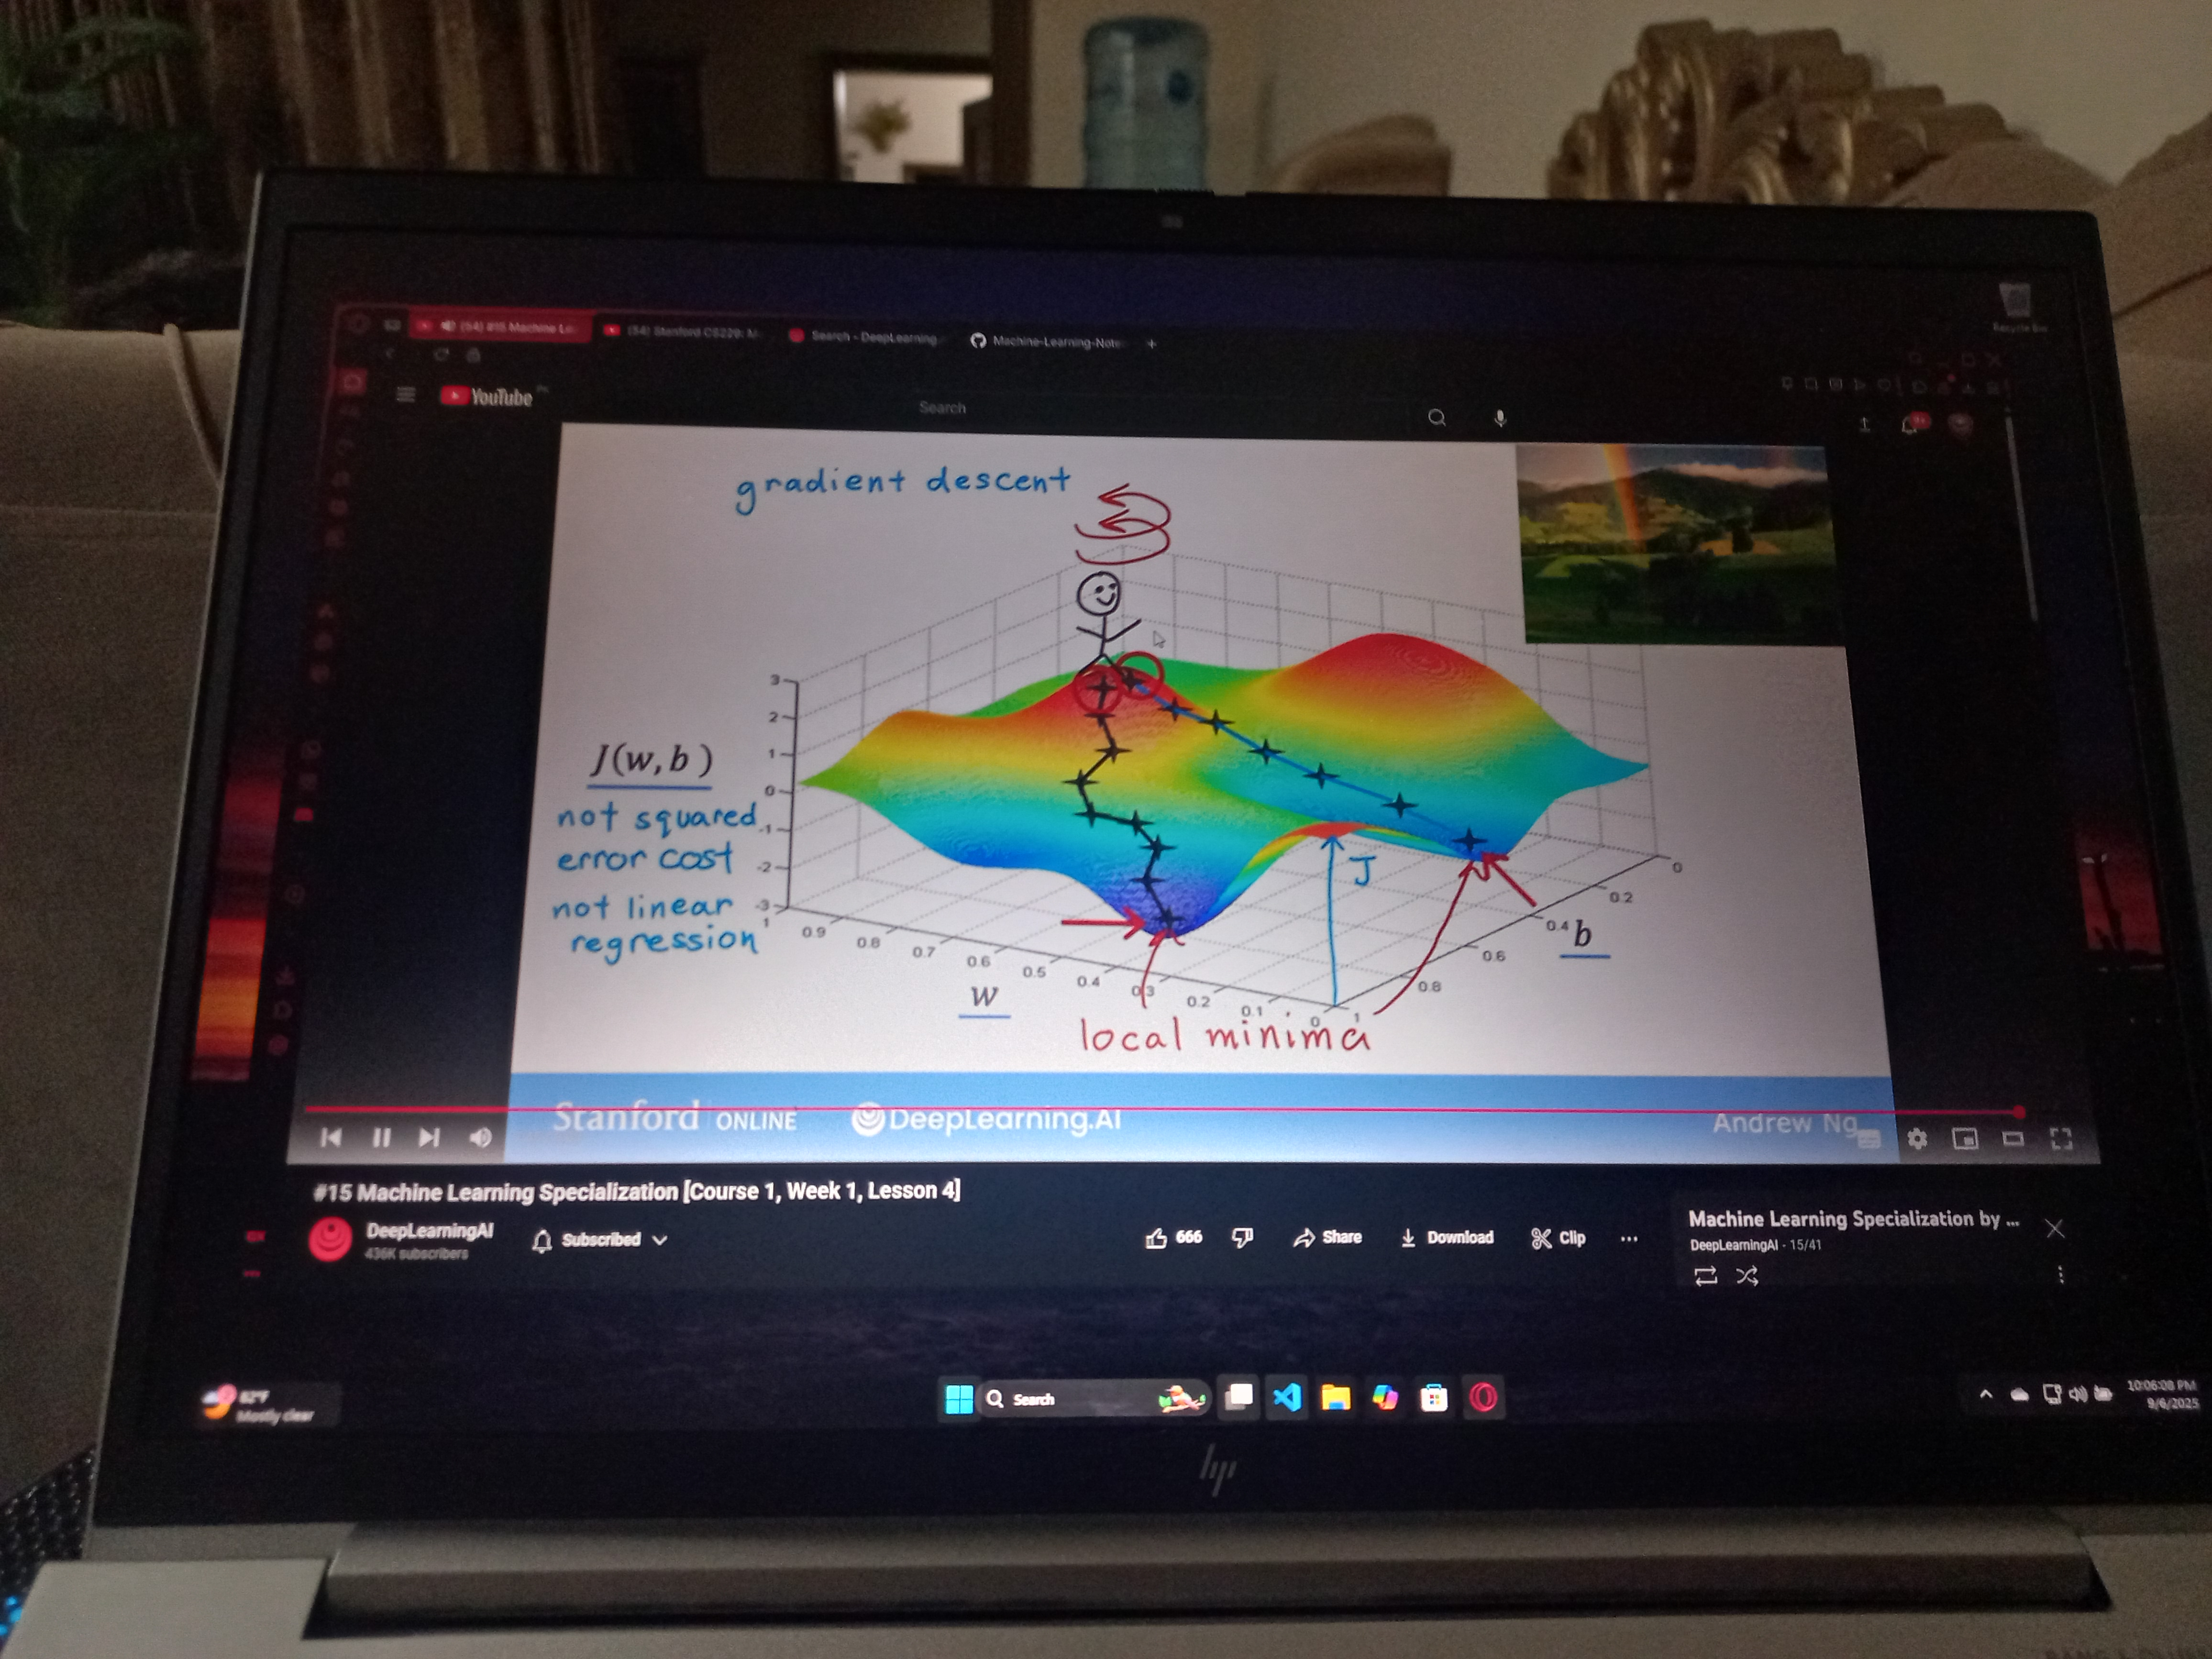 (54) #15 Machine Le
(54) Stanford CS229: M
Search - DeepLearning
Machine-Learning-Note
+
Recycle Bin
YouTube
Search
9+
gradient descent
3
2
1
0
-1
-2
-3
J(w,b)
not squared
error cost
not linear
regression
J
1
0.9
0.8
0.7
0.6
0.5
0.4
0.3
0.2
0.1
0
w
1
0.8
0.6
0.4
0.2
0
b
local minima
Stanford ONLINE
DeepLearning.AI
Andrew Ng
#15 Machine Learning Specialization [Course 1, Week 1, Lesson 4]
DeepLearningAI
436K subscribers
Subscribed
666
Share
Download
Clip
...
Machine Learning Specialization by ...
DeepLearningAI - 15/41
82°F
Mostly clear
Search
10:06:08 PM
9/6/2025
hp